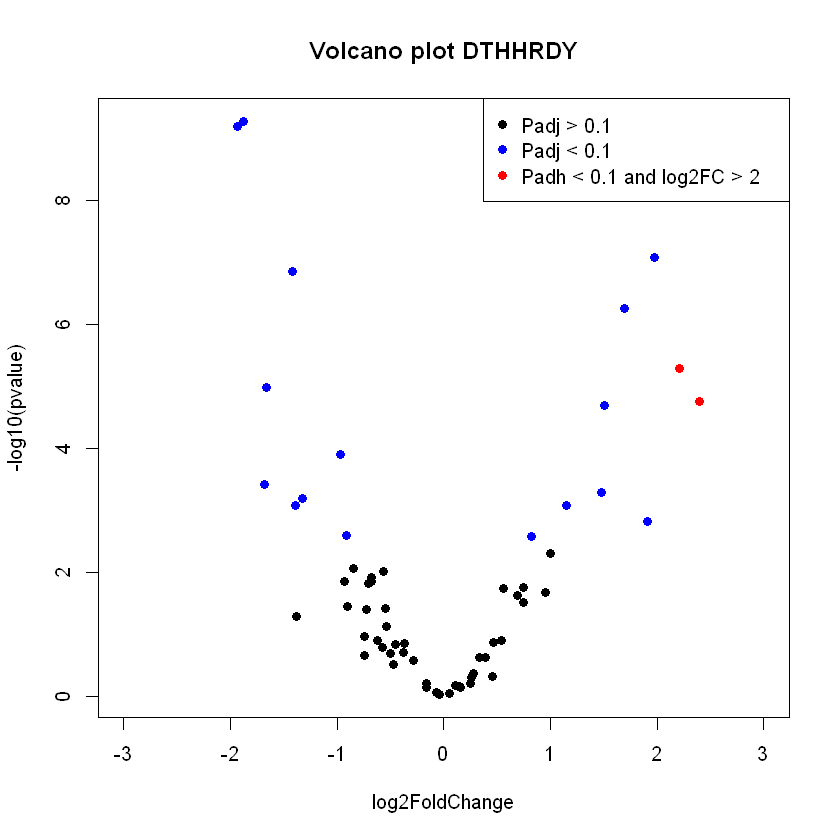 Volcano plot DTHHRDY
Padj > 0.1
Padj < 0.1
Padh < 0.1 and log2FC > 2
8
6
4
2
0
-log10(pvalue)
-3 -2 -1 0 1 2 3
log2FoldChange